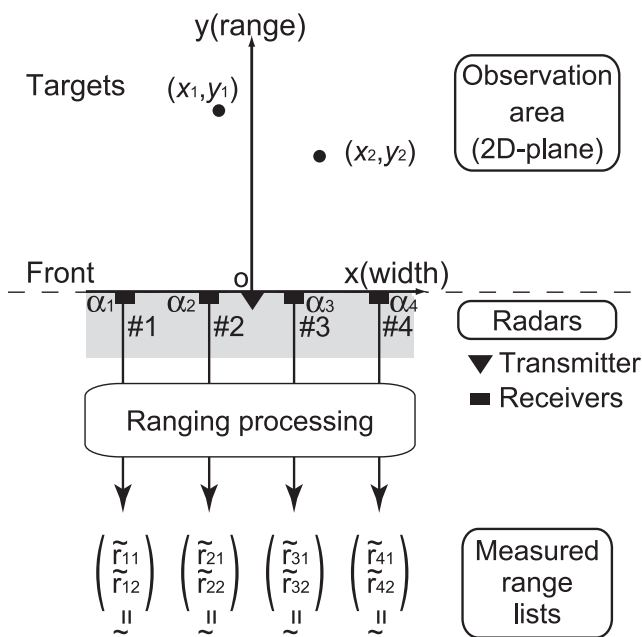 y(range)
Targets
(x₁,y₁)
Observation
area
(2D-plane)
(x₂,y₂)
Front
o
x(width)
α₁
α₂
α₃
α₄
#1
#2
#3
#4
Radars
Transmitter
Receivers
Ranging processing
r̃₁₁ r̃₂₁ r̃₃₁ r̃₄₁
r̃₁₂ r̃₂₂ r̃₃₂ r̃₄₂
Measured
range
lists